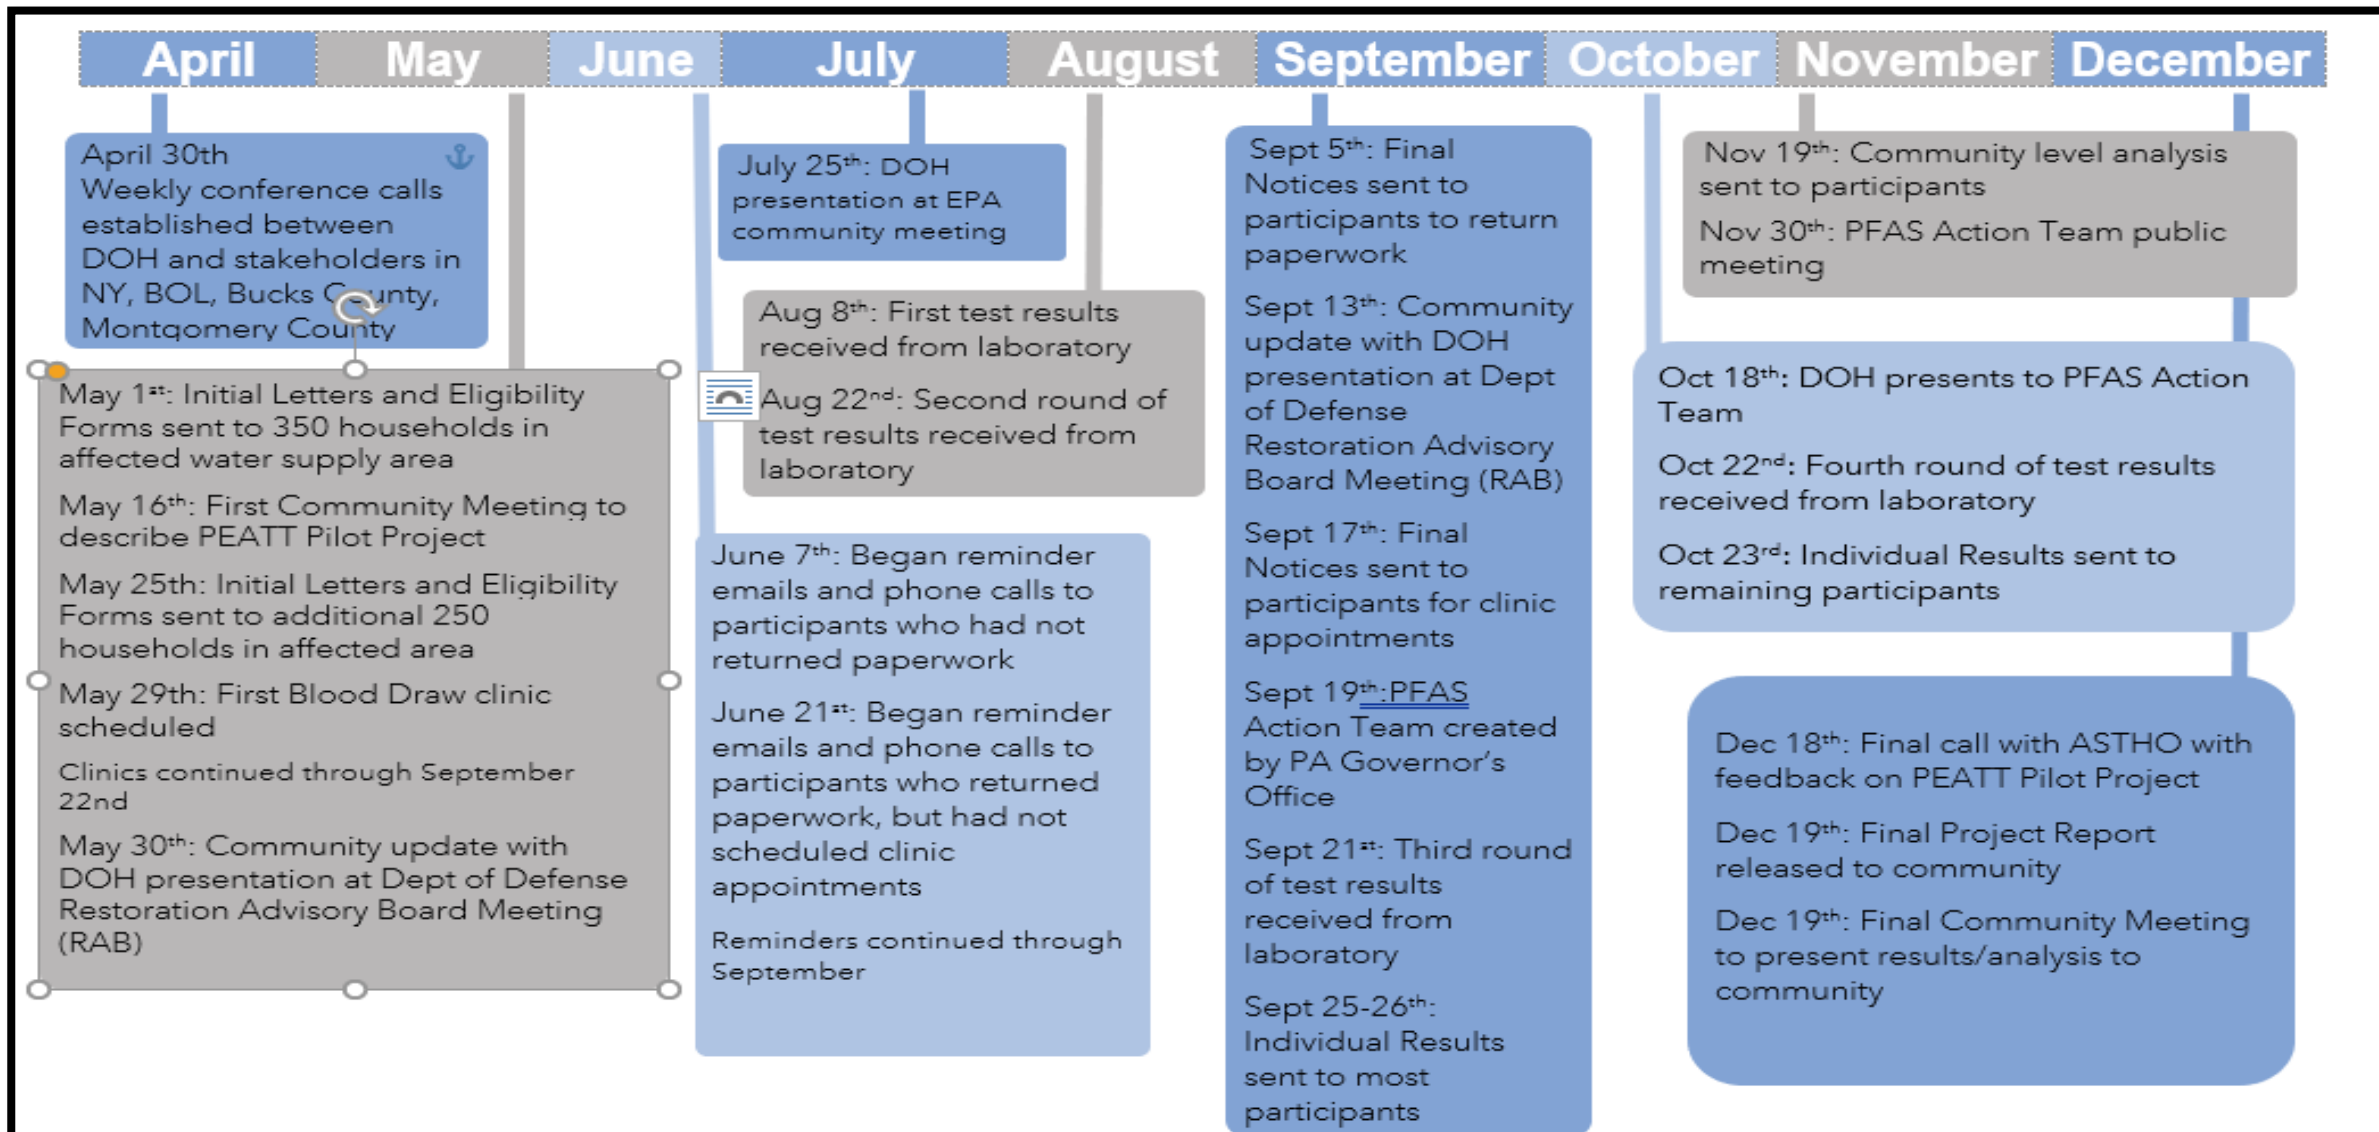 April
May
June
July
August
September
October
November
December
April 30th
Weekly conference calls
established between
DOH and stakeholders in
NY, BOL, Bucks County,
Montgomery County
May 1st: Initial Letters and Eligibility
Forms sent to 350 households in
affected water supply area
May 16th: First Community Meeting to
describe PEATT Pilot Project
May 25th: Initial Letters and Eligibility
Forms sent to additional 250
households in affected area
May 29th: First Blood Draw clinic
scheduled
Clinics continued through September
22nd
May 30th: Community update with
DOH presentation at Dept of Defense
Restoration Advisory Board Meeting
(RAB)
June 7th: Began reminder
emails and phone calls to
participants who had not
returned paperwork
June 21st: Began reminder
emails and phone calls to
participants who returned
paperwork, but had not
scheduled clinic
appointments
Reminders continued through
September
July 25th: DOH
presentation at EPA
community meeting
Aug 8th: First test results
received from laboratory
Aug 22nd: Second round of
test results received from
laboratory
Sept 5th: Final
Notices sent to
participants to return
paperwork
Sept 13th: Community
update with DOH
presentation at Dept
of Defense
Restoration Advisory
Board Meeting (RAB)
Sept 17th: Final
Notices sent to
participants for clinic
appointments
Sept 19th:PFAS
Action Team created
by PA Governor's
Office
Sept 21st: Third round
of test results
received from
laboratory
Sept 25-26th:
Individual Results
sent to most
participants
Oct 18th: DOH presents to PFAS Action
Team
Oct 22nd: Fourth round of test results
received from laboratory
Oct 23rd: Individual Results sent to
remaining participants
Nov 19th: Community level analysis
sent to participants
Nov 30th: PFAS Action Team public
meeting
Dec 18th: Final call with ASTHO with
feedback on PEATT Pilot Project
Dec 19th: Final Project Report
released to community
Dec 19th: Final Community Meeting
to present results/analysis to
community